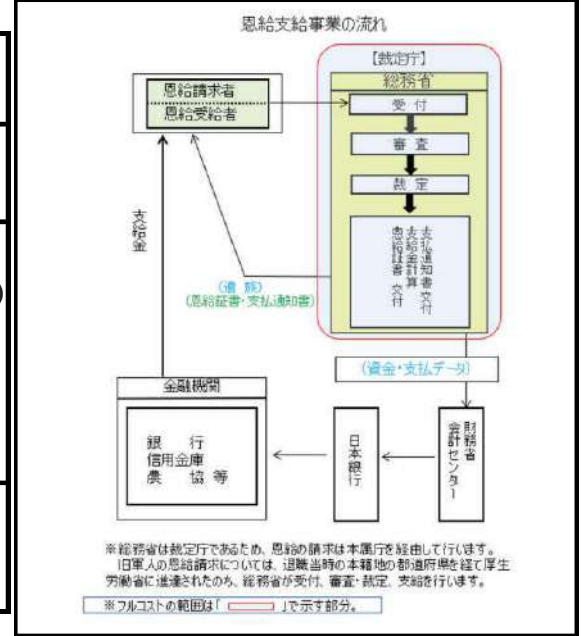 恩給支給事業の流れ
【裁定庁】
総務省
恩給請求者
恩給受給者
受 付
審 査
裁 定
支払通知書 交付
支給金計算
恩給証書 交付
支給金
(遺 族)
(恩給証書・支払通知書)
(資金・支払データ)
金融機関
銀 行
信用金庫
農 協 等
日本銀行
財務省
会計センター
※総務省は裁定庁であるため、恩給の請求は本属庁を経由して行います。
旧軍人の恩給請求については、退職当時の本籍地の都道府県を経て厚生
労働省に進達されたのち、総務省が受付、審査・裁定、支給を行います。
※フルコストの範囲は「 」で示す部分。
)